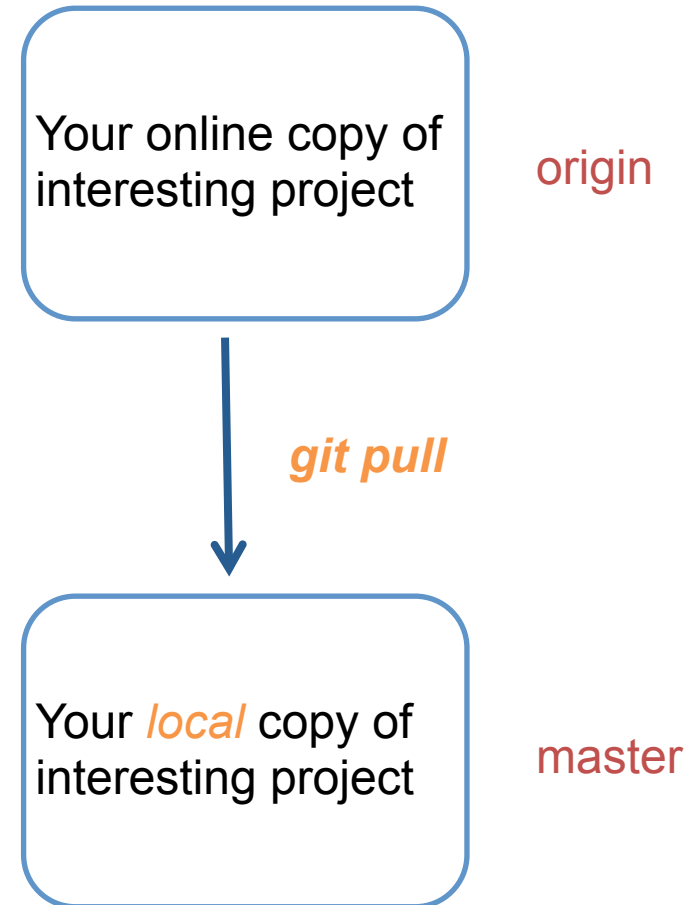 Your online copy of
interesting project
origin
git pull
Your local copy of
interesting project
master